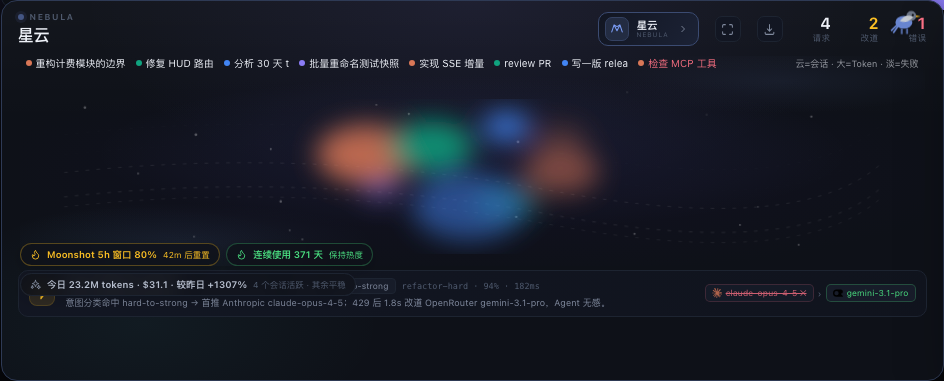 NEBULA
星云
星云
NEBULA
4
请求
2
改道
1
错误
重构计费模块的边界 修复 HUD 路由 分析 30 天 t 批量重命名测试快照 实现 SSE 增量 review PR 写一版 relea 检查 MCP 工具
云=会话 · 大=Token · 淡=失败
Moonshot 5h 窗口 80% 42m 后重置
连续使用 371 天 保持热度
今日 23.2M tokens · $31.1 · 较昨日 +1307% 4 个会话活跃 · 其余平稳
-strong refactor-hard · 94% · 182ms
意图分类命中 hard-to-strong → 首推 Anthropic claude-opus-4-5；429 后 1.8s 改道 OpenRouter gemini-3.1-pro，Agent 无感。
claude-opus-4-5 ✕ › gemini-3.1-pro